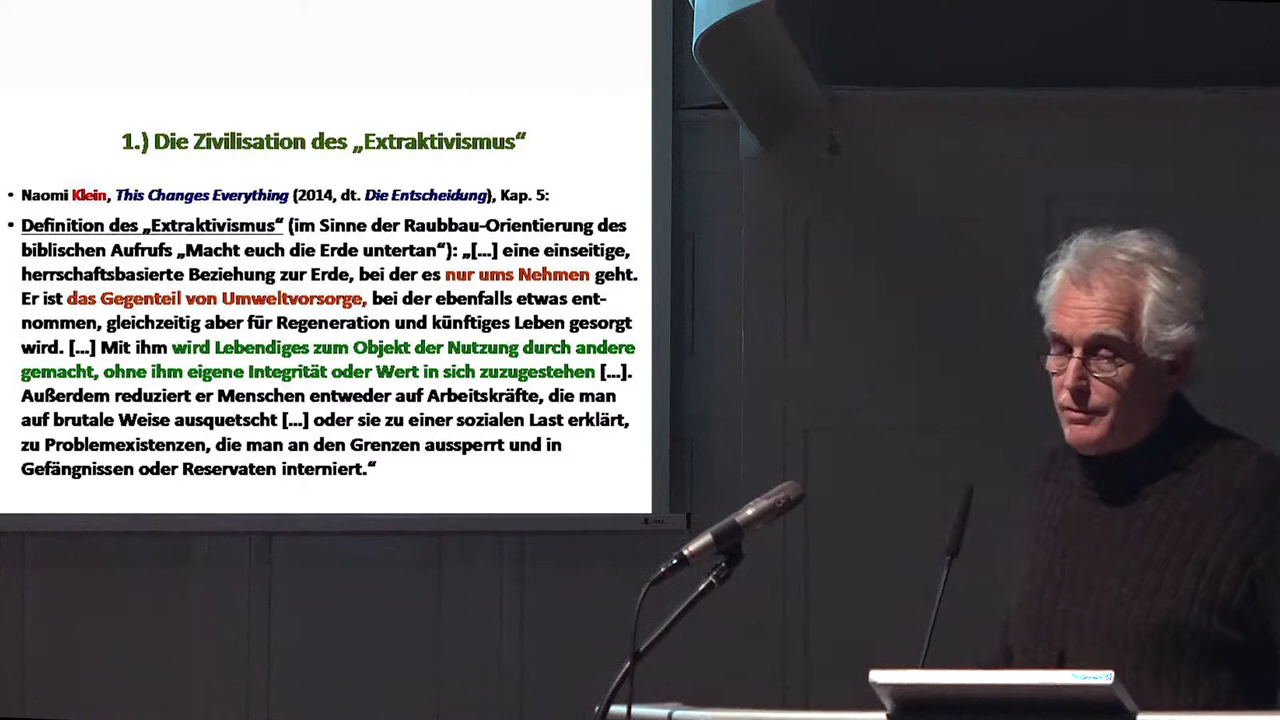 1.) Die Zivilisation des „Extraktivismus“
• Naomi Klein, This Changes Everything (2014, dt. Die Entscheidung), Kap. 5:
• Definition des „Extraktivismus“ (im Sinne der Raubbau-Orientierung des
biblischen Aufrufs „Macht euch die Erde untertan“): „[...] eine einseitige,
herrschaftsbasierte Beziehung zur Erde, bei der es nur ums Nehmen geht.
Er ist das Gegenteil von Umweltvorsorge, bei der ebenfalls etwas ent-
nommen, gleichzeitig aber für Regeneration und künftiges Leben gesorgt
wird. [...] Mit ihm wird Lebendiges zum Objekt der Nutzung durch andere
gemacht, ohne ihm eigene Integrität oder Wert in sich zuzugestehen [...].
Außerdem reduziert er Menschen entweder auf Arbeitskräfte, die man
auf brutale Weise ausquetscht [...] oder sie zu einer sozialen Last erklärt,
zu Problemexistenzen, die man an den Grenzen aussperrt und in
Gefängnissen oder Reservaten interniert.“